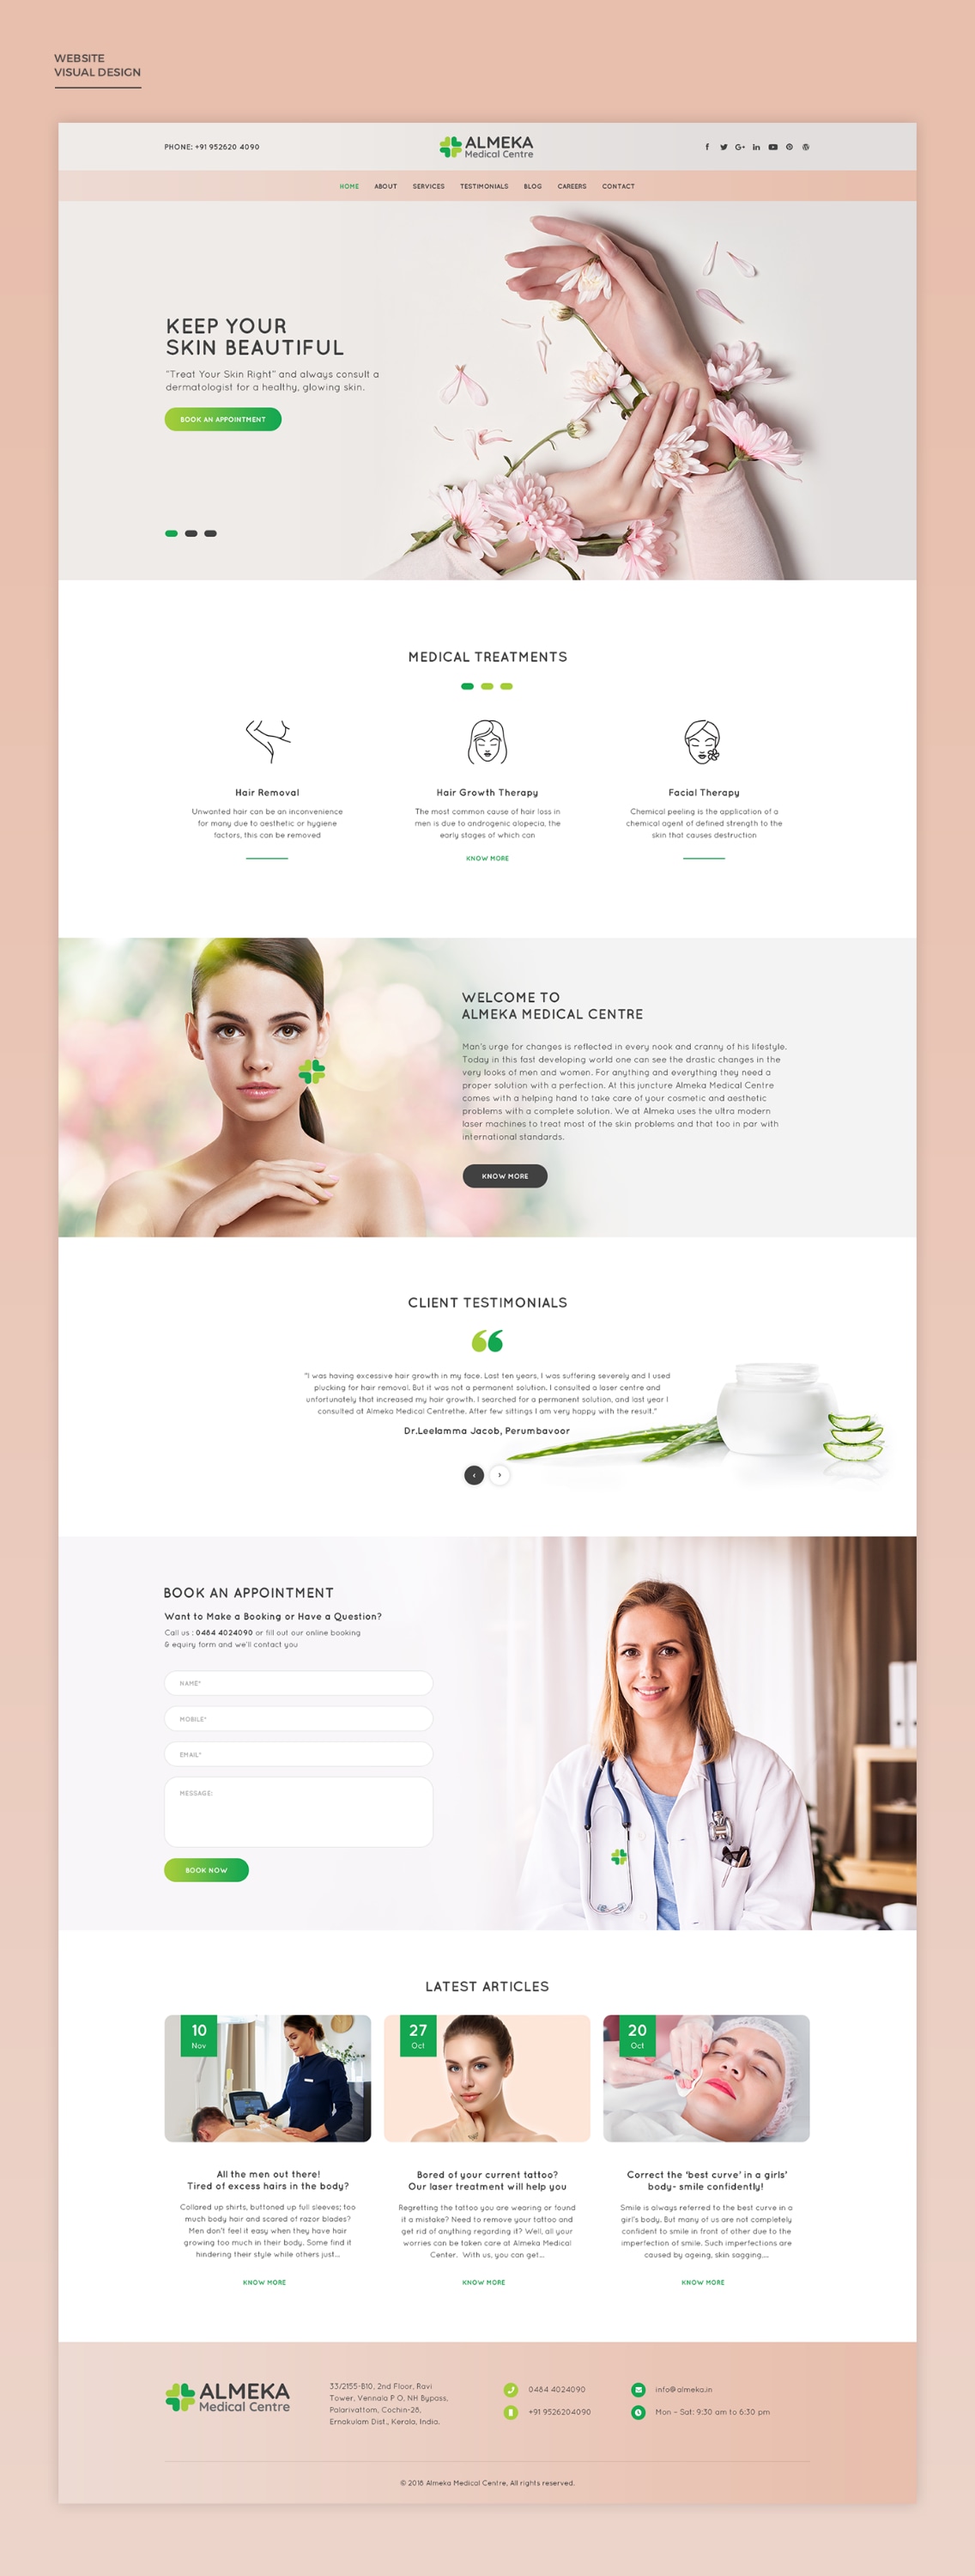 WEBSITE
VISUAL DESIGN
PHONE: +91 952620 4090
ALMEKA
Medical Centre
HOME ABOUT SERVICES TESTIMONIALS BLOG CAREERS CONTACT
KEEP YOUR
SKIN BEAUTIFUL
"Treat Your Skin Right" and always consult a
dermatologist for a healthy, glowing skin.
BOOK AN APPOINTMENT
MEDICAL TREATMENTS
Hair Removal
Unwanted hair can be an inconvenience
for many due to aesthetic or hygiene
factors, this can be removed
Hair Growth Therapy
The most common cause of hair loss in
men is due to androgenic alopecia, the
early stages of which can
KNOW MORE
Facial Therapy
Chemical peeling is the application of a
chemical agent of defined strength to the
skin that causes destruction
WELCOME TO
ALMEKA MEDICAL CENTRE
Man's urge for changes is reflected in every nook and cranny of his lifestyle.
Today in this fast developing world one can see the drastic changes in the
very looks of men and women. For anything and everything they need a
proper solution with a perfection. At this juncture Almeka Medical Centre
comes with a helping hand to take care of your cosmetic and aesthetic
problems with a complete solution. We at Almeka uses the ultra modern
laser machines to treat most of the skin problems and that too in par with
international standards.
KNOW MORE
CLIENT TESTIMONIALS
"I was having excessive hair growth in my face. Last ten years, I was suffering severely and I used
plucking for hair removal. But it was not a permanent solution. I consulted a laser centre and
unfortunately that increased my hair growth. I searched for a permanent solution, and last year I
consulted at Almeka Medical Centrethe. After few sittings I am very happy with the result."
Dr.Leelamma Jacob, Perumbavoor
BOOK AN APPOINTMENT
Want to Make a Booking or Have a Question?
Call us : 0484 4024090 or fill out our online booking
& equiry form and we'll contact you
NAME*
MOBILE*
EMAIL*
MESSAGE:
BOOK NOW
LATEST ARTICLES
10
Nov
All the men out there!
Tired of excess hairs in the body?
Collared up shirts, buttoned up full sleeves; too
much body hair and scared of razor blades?
Men don't feel it easy when they have hair
growing too much in their body. Some find it
hindering their style while others just...
KNOW MORE
27
Oct
Bored of your current tattoo?
Our laser treatment will help you
Regretting the tattoo you are wearing or found
it a mistake? Need to remove your tattoo and
get rid of anything regarding it? Well, all your
worries can be taken care at Almeka Medical
Center. With us, you can get...
KNOW MORE
20
Oct
Correct the 'best curve' in a girls'
body- smile confidently!
Smile is always referred to the best curve in a
girl's body. But many of us are not completely
confident to smile in front of other due to the
imperfection of smile. Such imperfections are
caused by ageing, skin sagging,...
KNOW MORE
ALMEKA
Medical Centre
33/2155-B10, 2nd Floor, Ravi
Tower, Vennala P O, NH Bypass,
Palarivattom, Cochin-28,
Ernakulam Dist., Kerala, India.
0484 4024090
+91 9526204090
info@almeka.in
Mon - Sat: 9:30 am to 6:30 pm
© 2018 Almeka Medical Centre, All rights reserved.